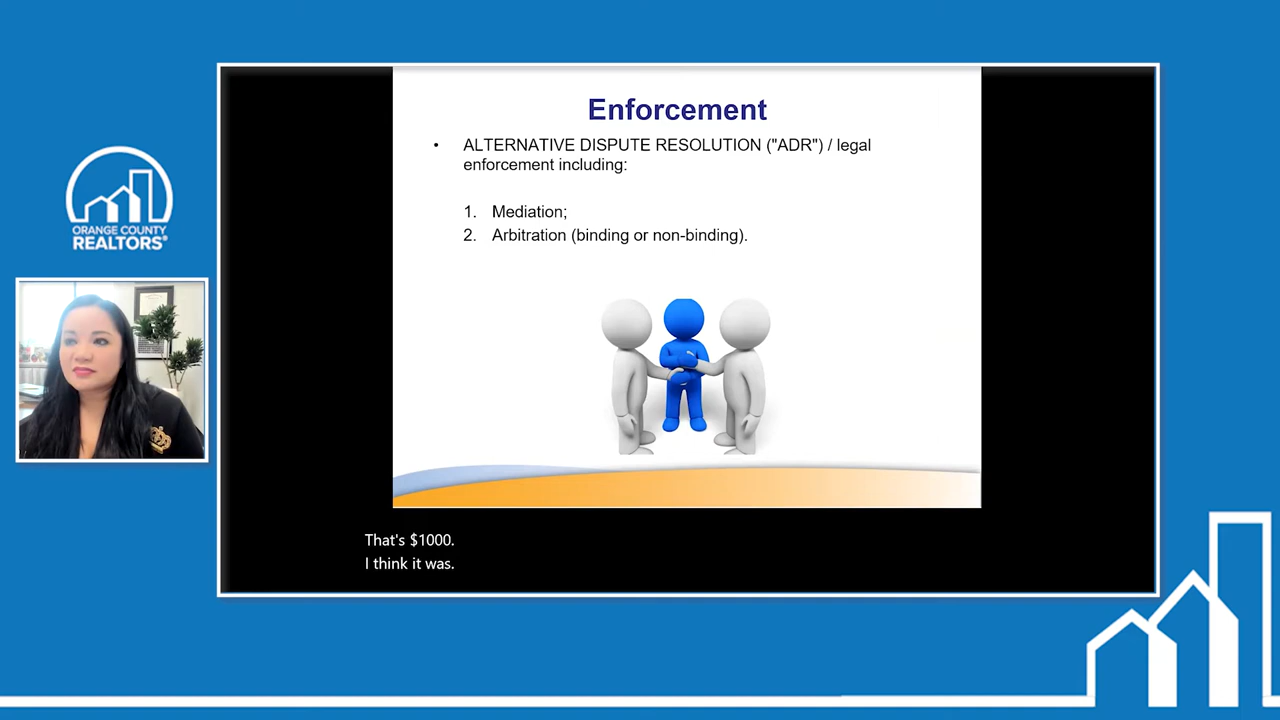 Enforcement
• ALTERNATIVE DISPUTE RESOLUTION ("ADR") / legal
enforcement including:
1. Mediation;
2. Arbitration (binding or non-binding).
ORANGE COUNTY
REALTORS®
That's $1000.
I think it was.